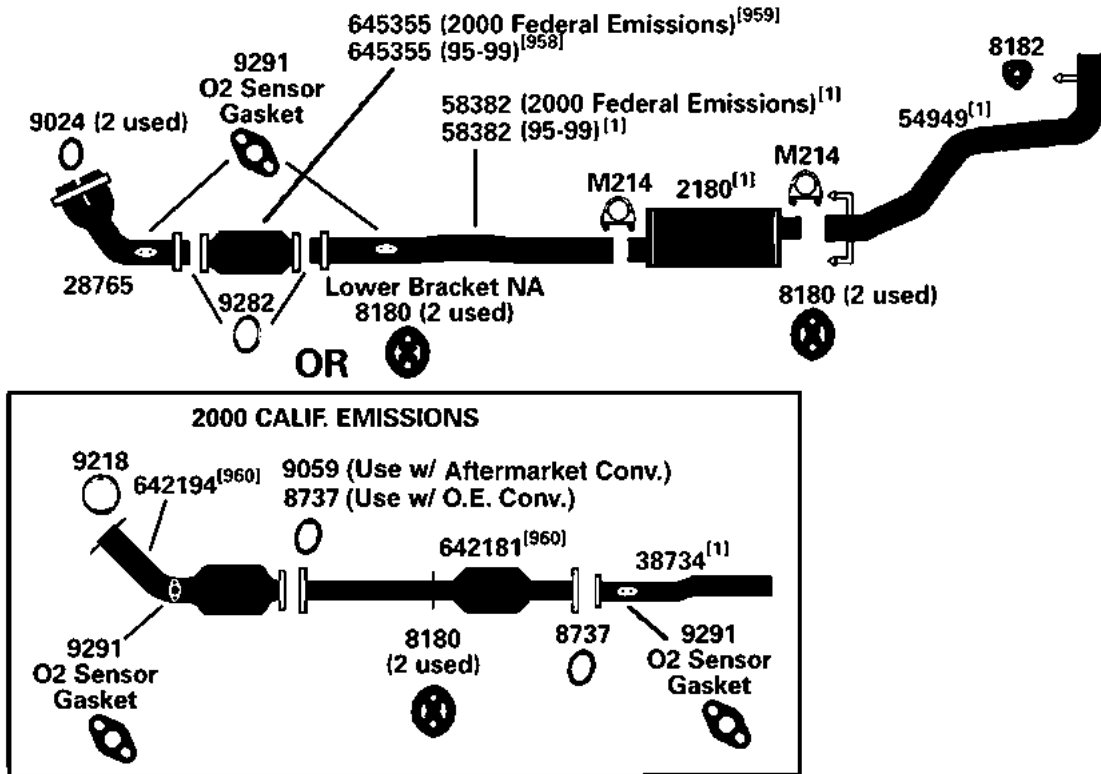 645355 (2000 Federal Emissions)[959]
645355 (95-99)[958]
9291
O2 Sensor
Gasket
9024 (2 used)
58382 (2000 Federal Emissions)[1]
58382 (95-99)[1]
8182
54949[1]
M214
2180[1]
M214
28765
9282
Lower Bracket NA
8180 (2 used)
8180 (2 used)
OR
2000 CALIF. EMISSIONS
9218
642194[960]
9059 (Use w/ Aftermarket Conv.)
8737 (Use w/ O.E. Conv.)
642181[960]
38734[1]
9291
O2 Sensor
Gasket
8180
(2 used)
8737
9291
O2 Sensor
Gasket